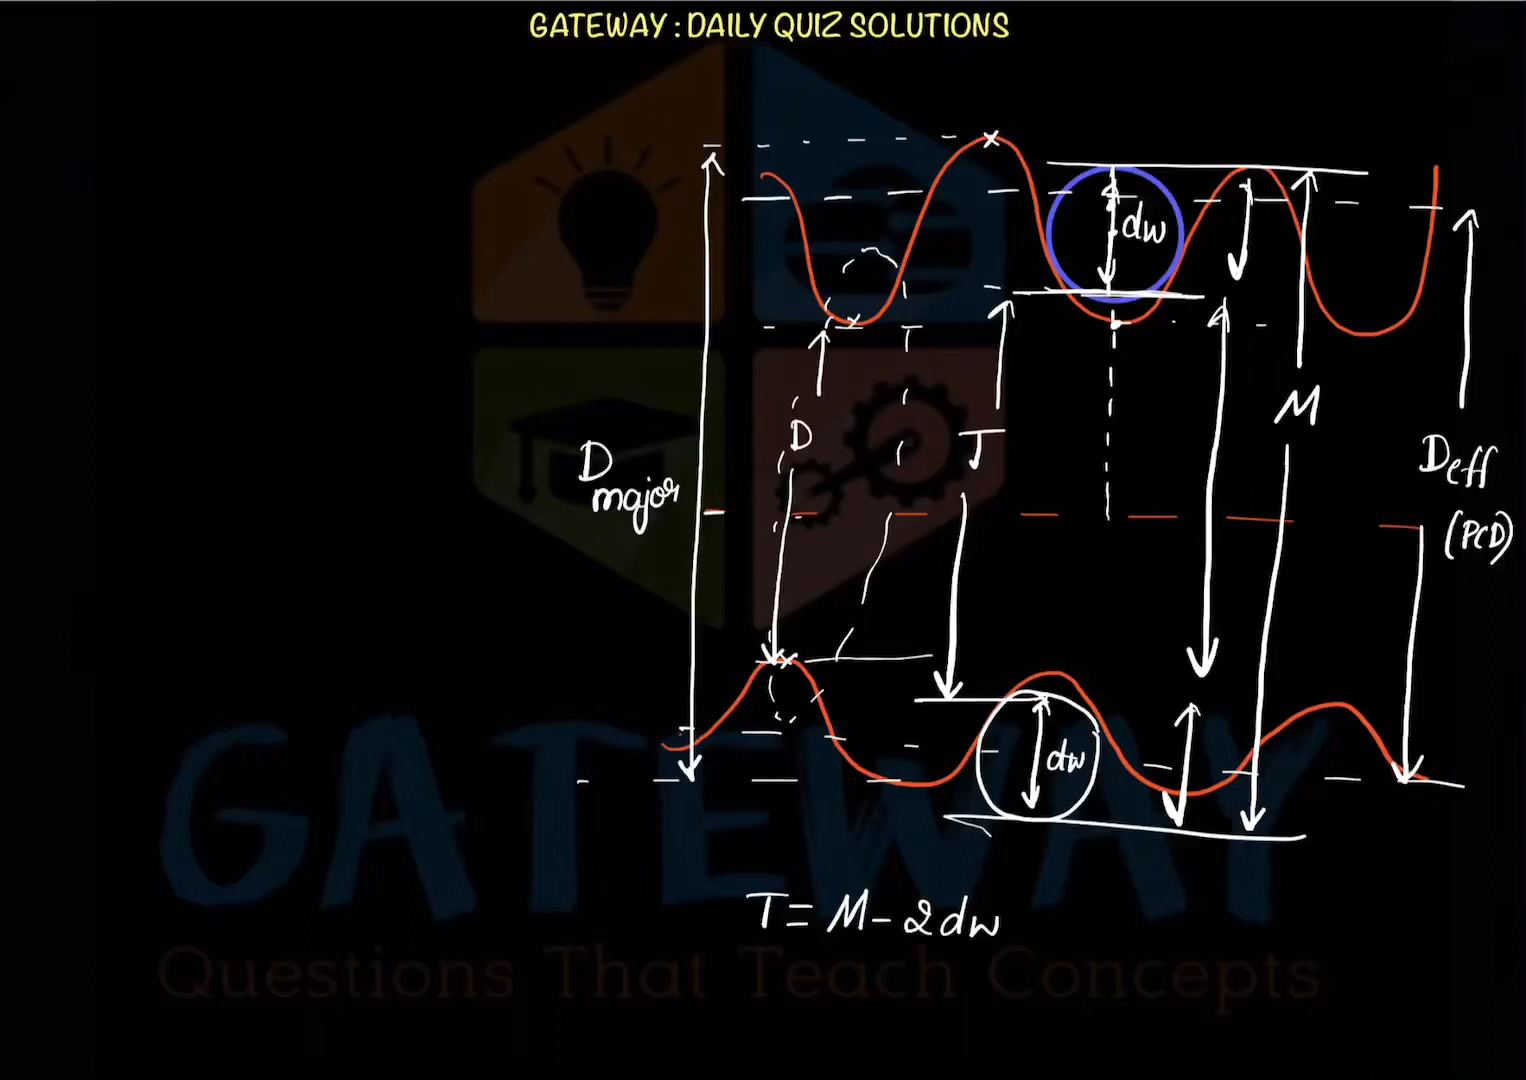 GATEWAY : DAILY QUIZ SOLUTIONS
dw
D
T
M
D major
Deff
(PCD)
dw
GATEWAY
T = M - 2dw
Questions That Teach Concepts